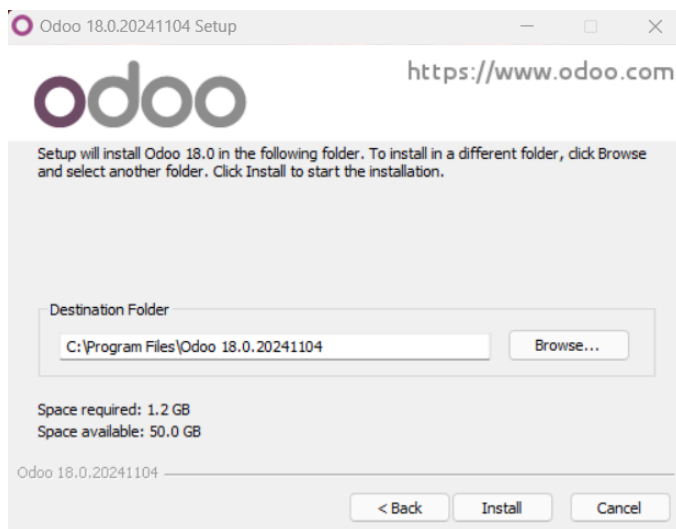 Odoo 18.0.20241104 Setup
odoo
https://www.odoo.com
Setup will install Odoo 18.0 in the following folder. To install in a different folder, click Browse
and select another folder. Click Install to start the installation.
Destination Folder
C:\Program Files\Odoo 18.0.20241104
Browse...
Space required: 1.2 GB
Space available: 50.0 GB
Odoo 18.0.20241104
< Back
Install
Cancel